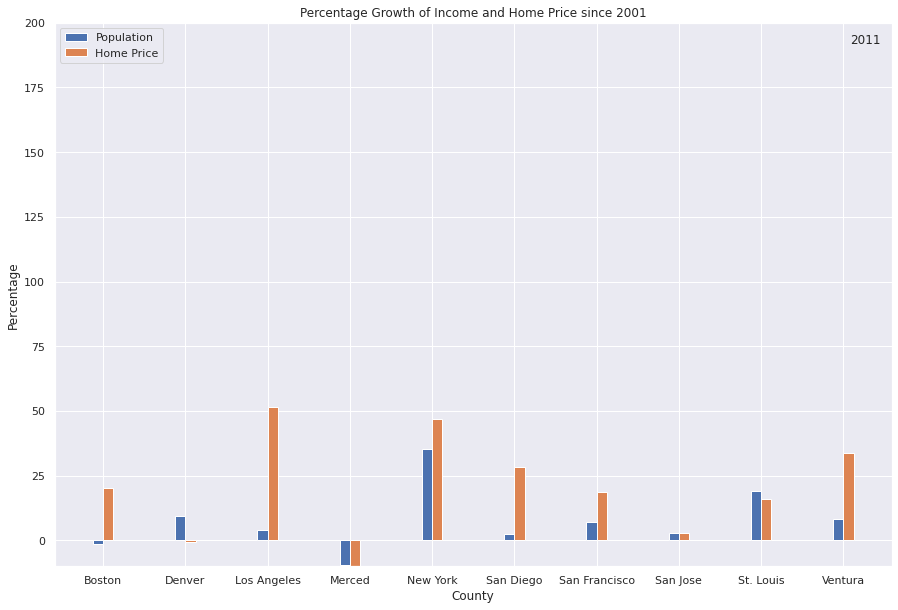 Percentage Growth of Income and Home Price since 2001
Population
Home Price
2011
Percentage
200
175
150
125
100
75
50
25
0
Boston Denver Los Angeles Merced New York San Diego San Francisco San Jose St. Louis Ventura
County